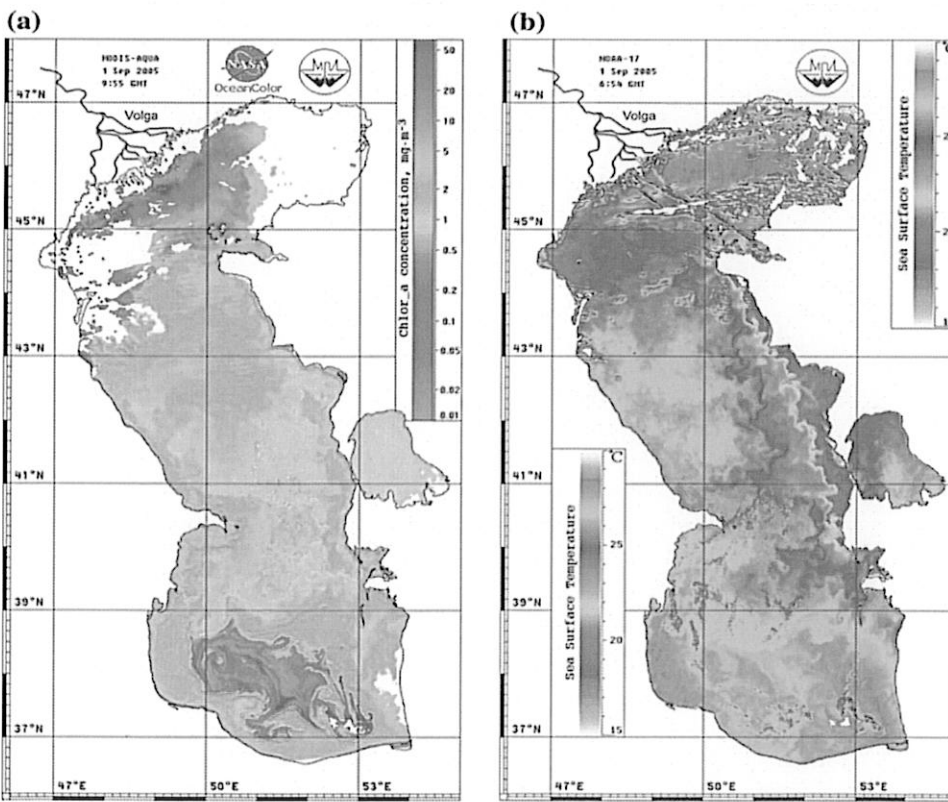 (a)
MODIS-AQUA
1 Sep 2005
9:55 GMT
NASA
OceanColor
Volga
47°N
45°N
43°N
41°N
39°N
37°N
47°E
50°E
53°E
Chlor_a concentration, mg·m-3
50
20
10
5
2
1
0.5
0.2
0.1
0.05
0.02
0.01
(b)
NOAA-17
1 Sep 2005
6:54 GMT
Volga
47°N
45°N
43°N
41°N
39°N
37°N
47°E
50°E
53°E
Sea Surface Temperature
Sea Surface Temperature
°C
25
20
15